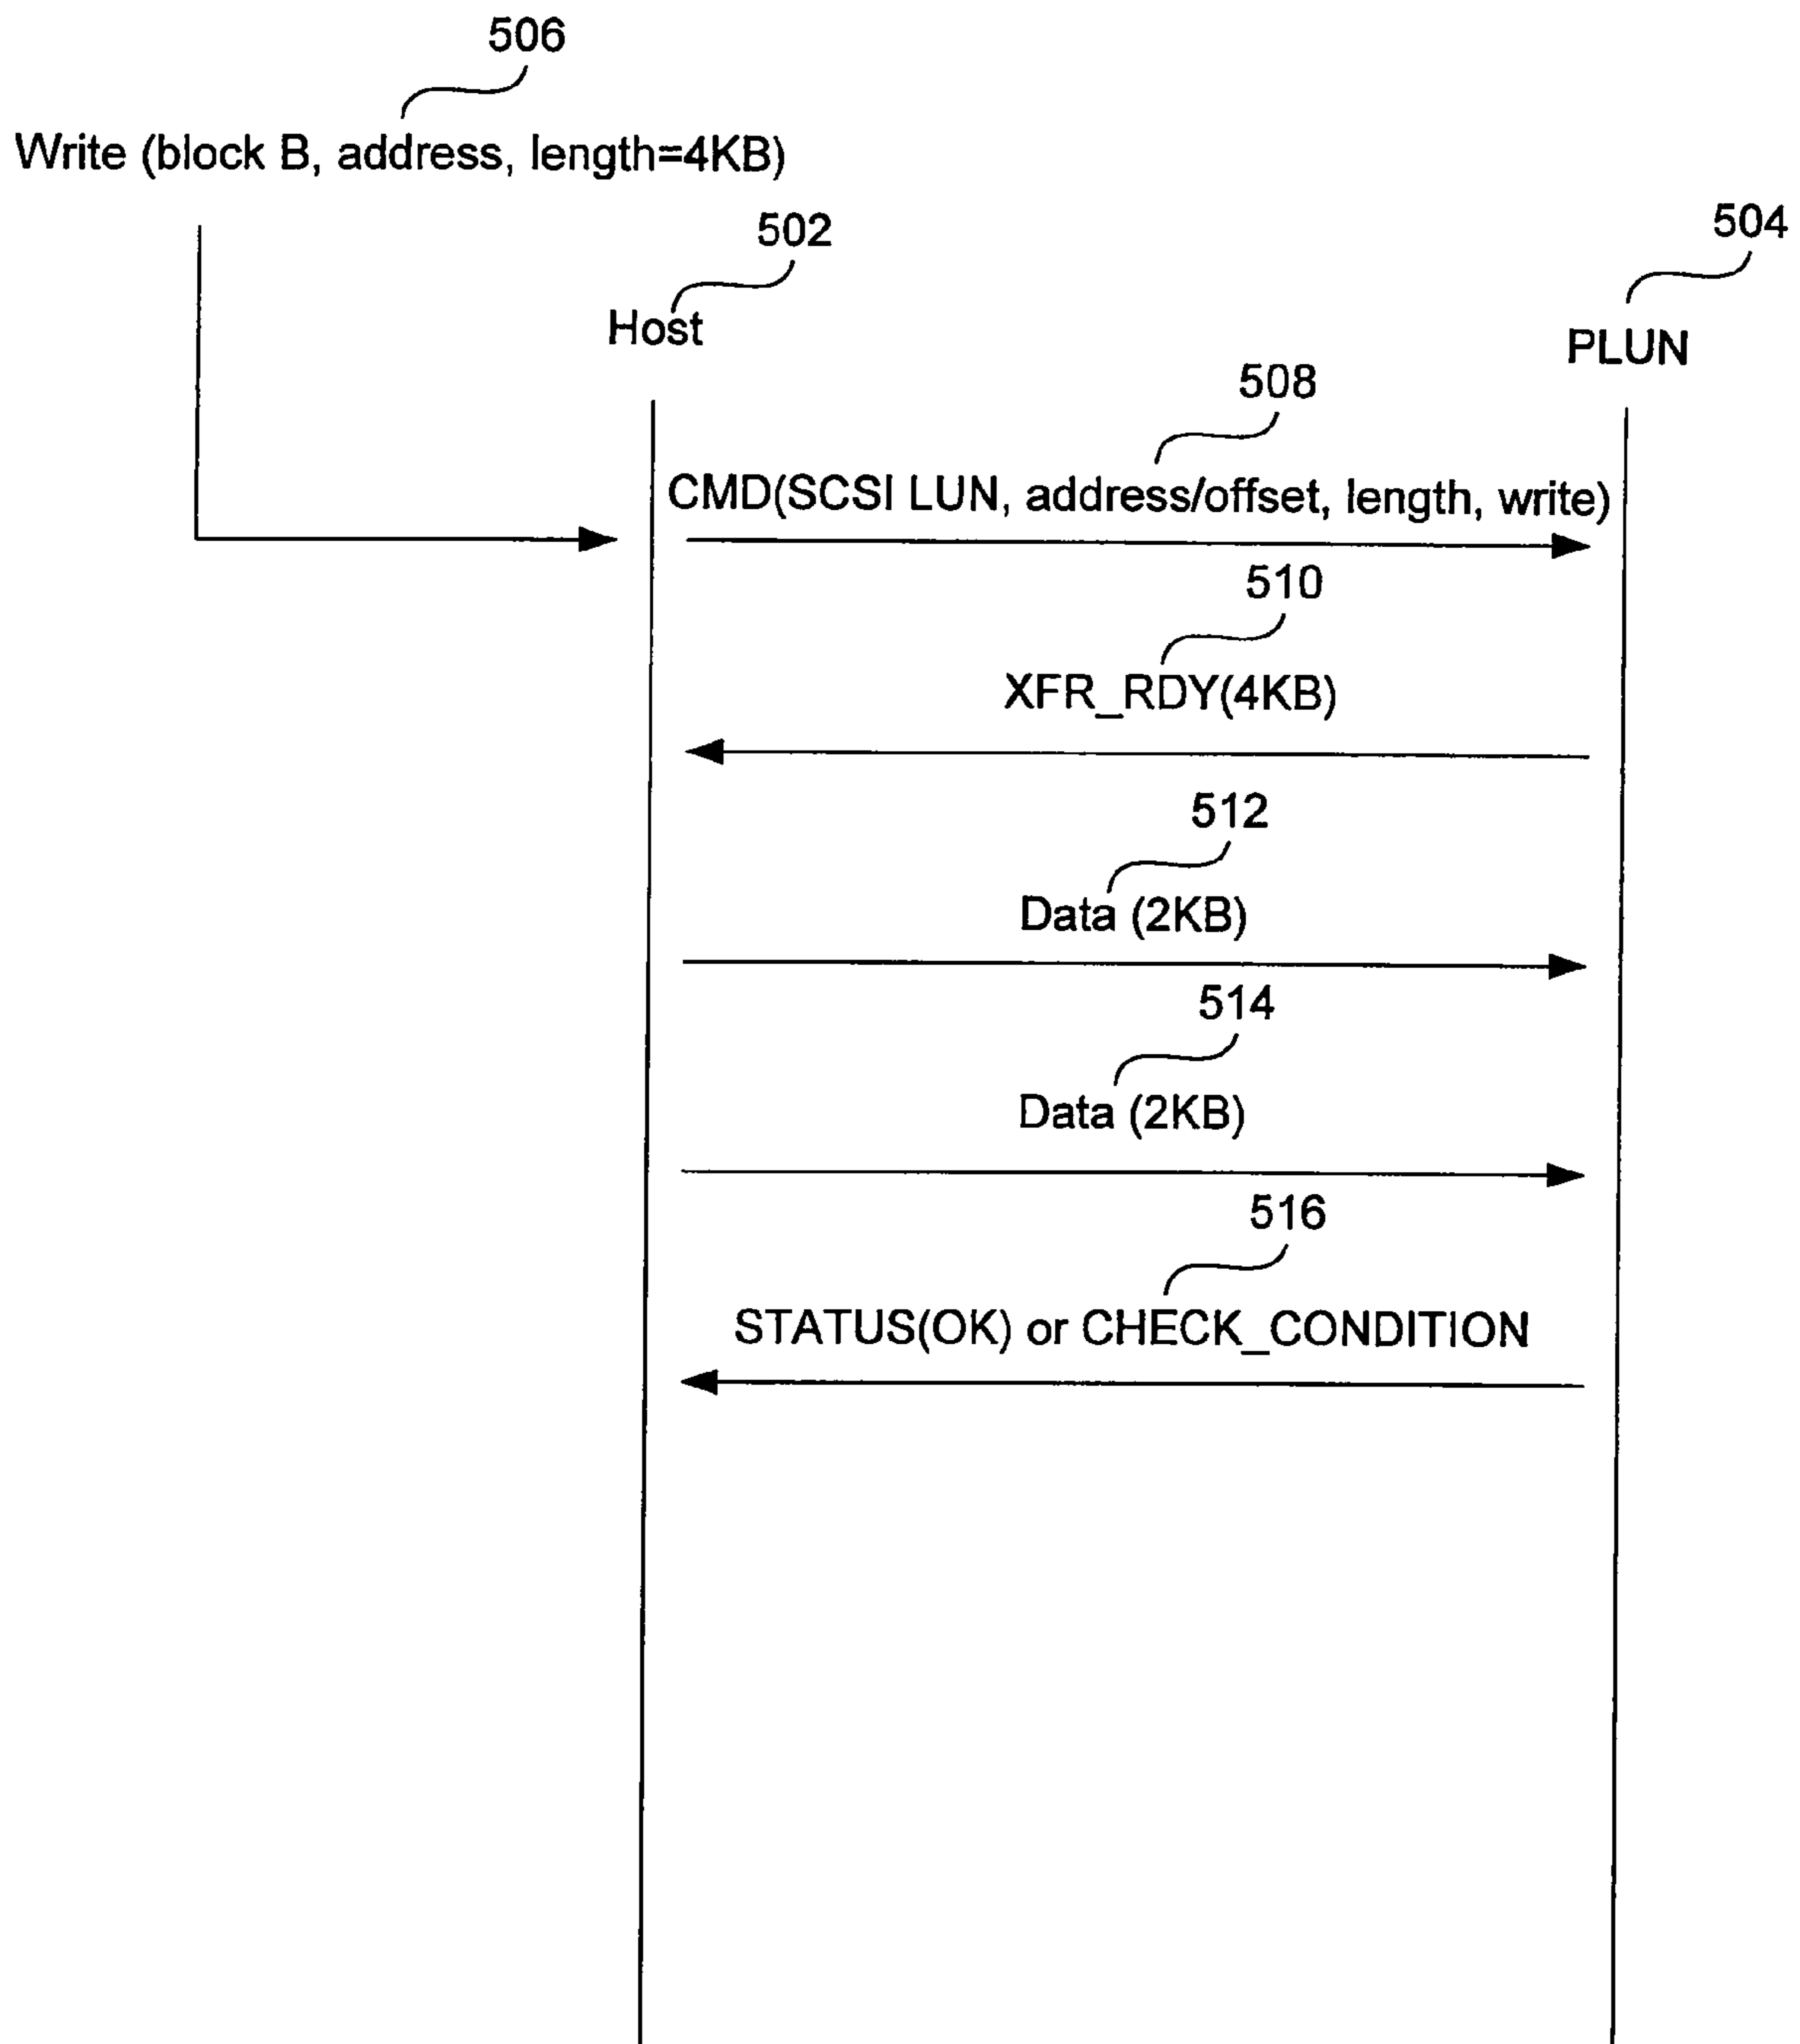 506
Write (block B, address, length=4KB)
502
504
Host
PLUN
508
CMD(SCSI LUN, address/offset, length, write)
510
XFR_RDY(4KB)
512
Data (2KB)
514
Data (2KB)
516
STATUS(OK) or CHECK_CONDITION